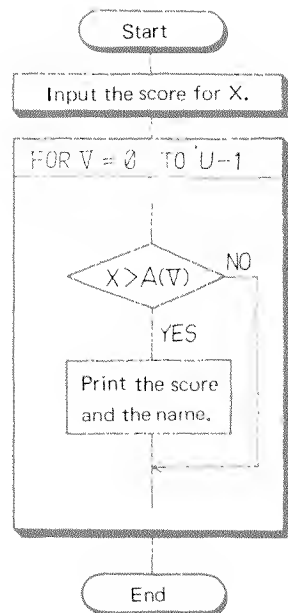 Start
Input the score for X.
FOR V = 0 TO U-1
X>A(V)
NO
YES
Print the score
and the name.
End